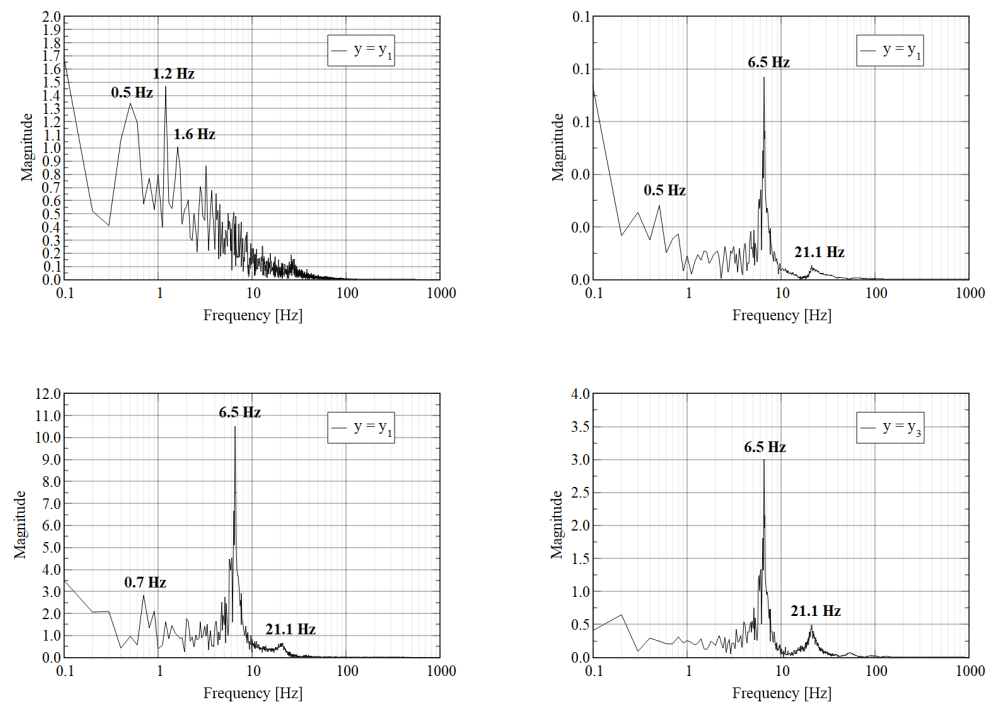 2.0
1.9
1.8
1.7
1.6
1.5
1.4
1.3
1.2
1.1
1.0
0.9
0.8
0.7
0.6
0.5
0.4
0.3
0.2
0.1
0.0
Magnitude
y = y1
1.2 Hz
0.5 Hz
1.6 Hz
0.1 1 10 100 1000
Frequency [Hz]
0.1
0.1
0.1
0.0
0.0
0.0
Magnitude
y = y1
6.5 Hz
0.5 Hz
21.1 Hz
0.1 1 10 100 1000
Frequency [Hz]
12.0
11.0
10.0
9.0
8.0
7.0
6.0
5.0
4.0
3.0
2.0
1.0
0.0
Magnitude
y = y1
6.5 Hz
0.7 Hz
21.1 Hz
0.1 1 10 100 1000
Frequency [Hz]
4.0
3.5
3.0
2.5
2.0
1.5
1.0
0.5
0.0
Magnitude
y = y3
6.5 Hz
21.1 Hz
0.1 1 10 100 1000
Frequency [Hz]